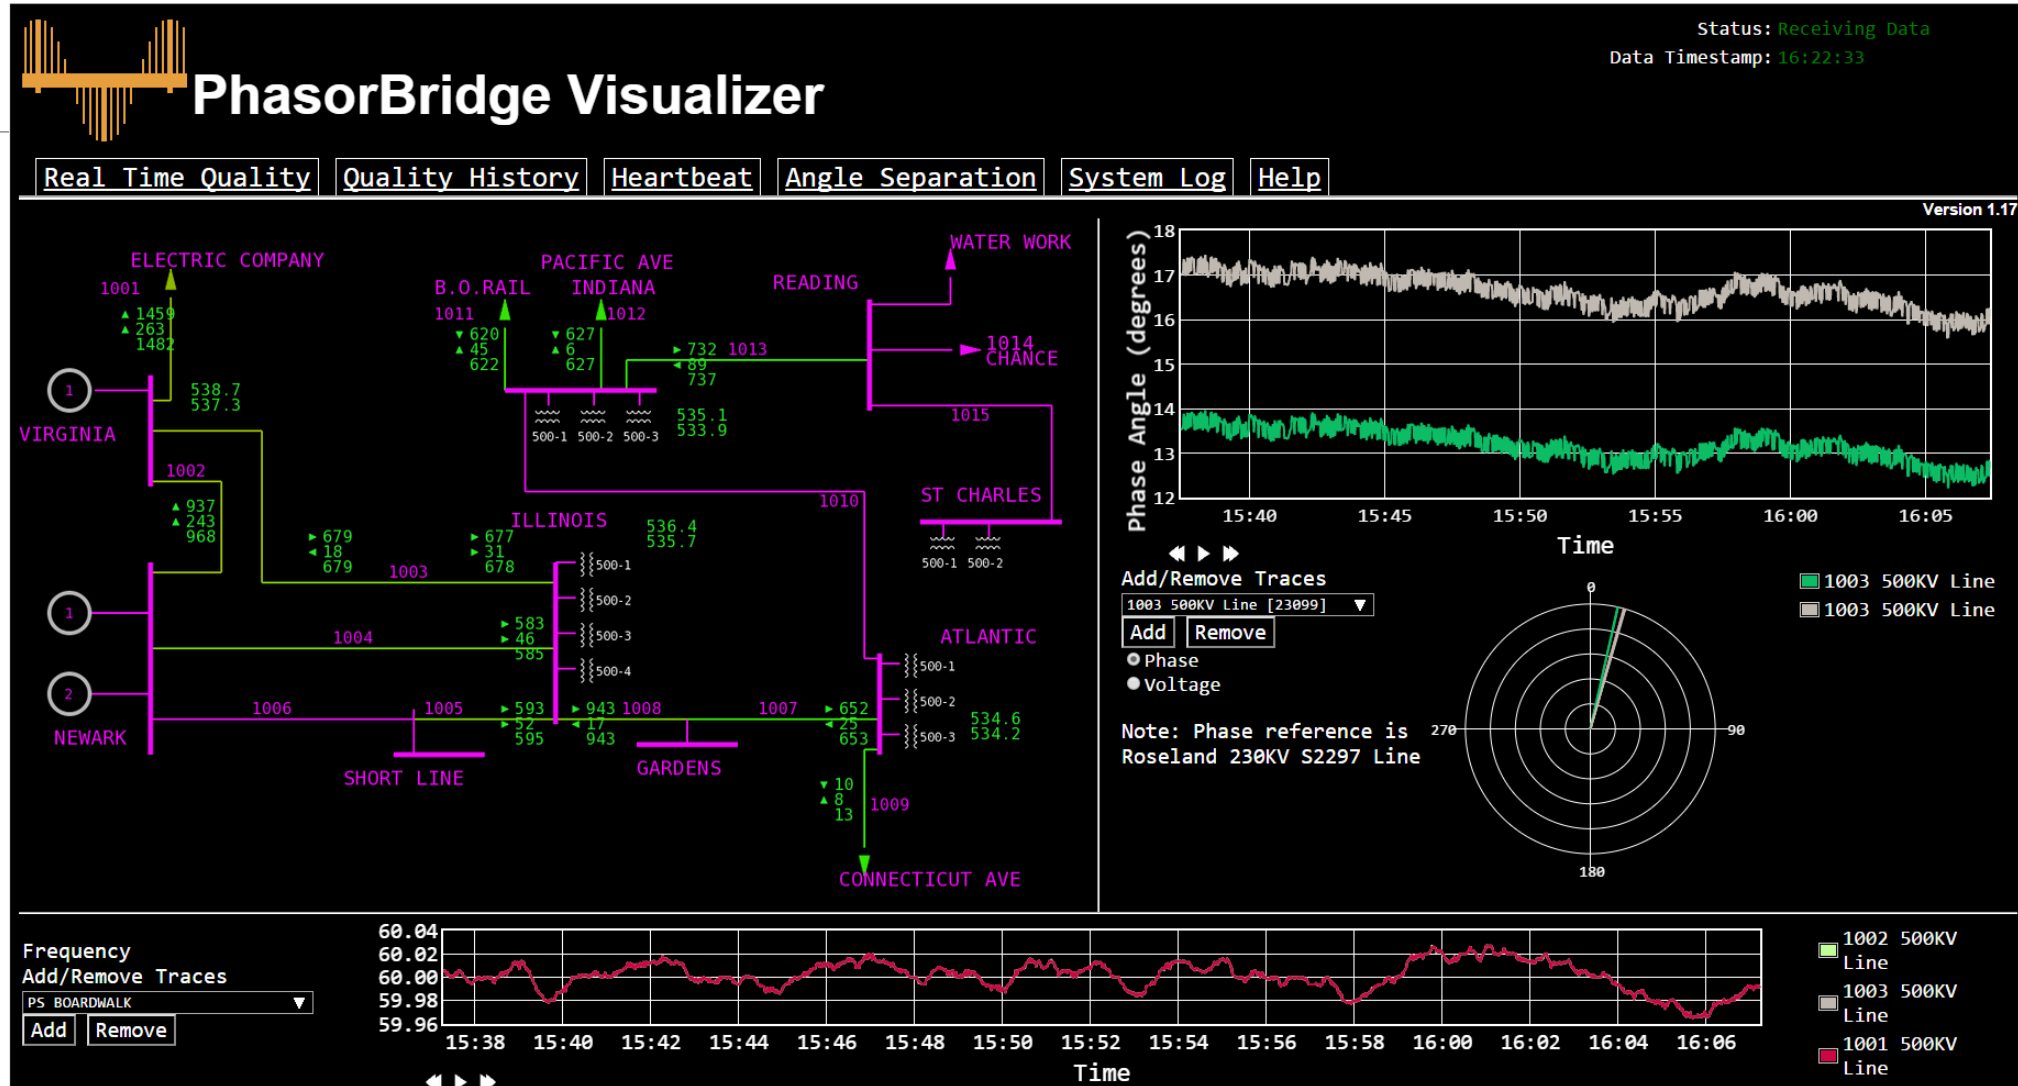 Status: Receiving Data
Data Timestamp: 16:22:33
PhasorBridge Visualizer
Real Time Quality
Quality History
Heartbeat
Angle Separation
System Log
Help
Version 1.17
ELECTRIC COMPANY
1001
1459
263
1482
1
VIRGINIA
538.7
537.3
1002
937
243
968
B.O.RAIL
1011
620
45
622
PACIFIC AVE
INDIANA
1012
627
6
627
732
89
737
1013
500-1
500-2
500-3
535.1
533.9
READING
WATER WORK
1014
CHANCE
1015
ST CHARLES
500-1
500-2
1010
679
18
679
1003
677
31
678
ILLINOIS
536.4
535.7
500-1
500-2
500-3
500-4
1
2
NEWARK
1004
583
46
585
1006
1005
593
52
595
SHORT LINE
943
17
943
1008
GARDENS
1007
652
25
653
ATLANTIC
500-1
500-2
500-3
534.6
534.2
10
8
13
1009
CONNECTICUT AVE
Phase Angle (degrees)
18
17
16
15
14
13
12
15:40 15:45 15:50 15:55 16:00 16:05
Time
Add/Remove Traces
1003 500KV Line [23099]
Add
Remove
Phase
Voltage
Note: Phase reference is
Roseland 230KV S2297 Line
0
90
180
270
1003 500KV Line
1003 500KV Line
Frequency
Add/Remove Traces
PS BOARDWALK
Add
Remove
60.04
60.02
60.00
59.98
59.96
15:38 15:40 15:42 15:44 15:46 15:48 15:50 15:52 15:54 15:56 15:58 16:00 16:02 16:04 16:06
Time
1002 500KV
Line
1003 500KV
Line
1001 500KV
Line